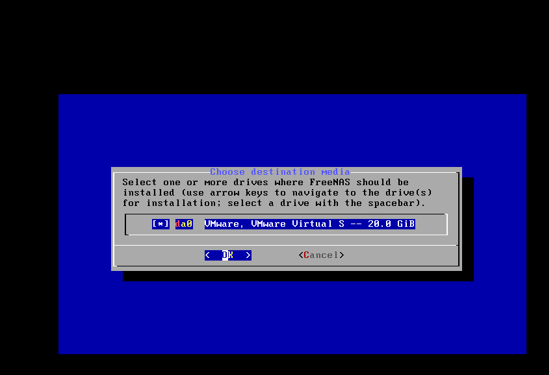 Choose destination media
Select one or more drives where FreeNAS should be
installed (use arrow keys to navigate to the drive(s)
for installation; select a drive with the spacebar).
[*] da0 VMware, VMware Virtual S -- 20.0 GiB
< OK > <Cancel>